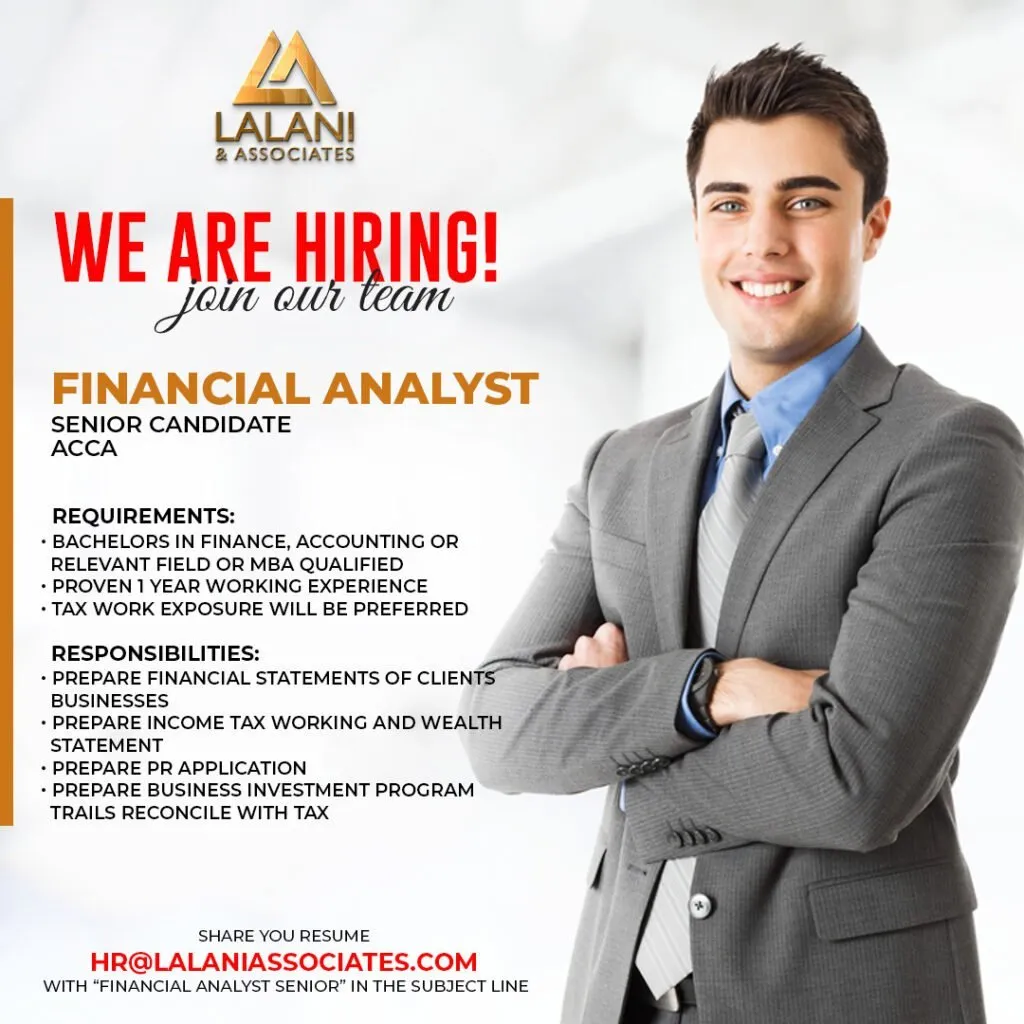 LALANI
& ASSOCIATES
WE ARE HIRING!
join our team
FINANCIAL ANALYST
SENIOR CANDIDATE
ACCA
REQUIREMENTS:
• BACHELORS IN FINANCE, ACCOUNTING OR
RELEVANT FIELD OR MBA QUALIFIED
• PROVEN 1 YEAR WORKING EXPERIENCE
• TAX WORK EXPOSURE WILL BE PREFERRED
RESPONSIBILITIES:
• PREPARE FINANCIAL STATEMENTS OF CLIENTS
BUSINESSES
• PREPARE INCOME TAX WORKING AND WEALTH
STATEMENT
• PREPARE PR APPLICATION
• PREPARE BUSINESS INVESTMENT PROGRAM
TRAILS RECONCILE WITH TAX
SHARE YOU RESUME
HR@LALANIASSOCIATES.COM
WITH “FINANCIAL ANALYST SENIOR” IN THE SUBJECT LINE